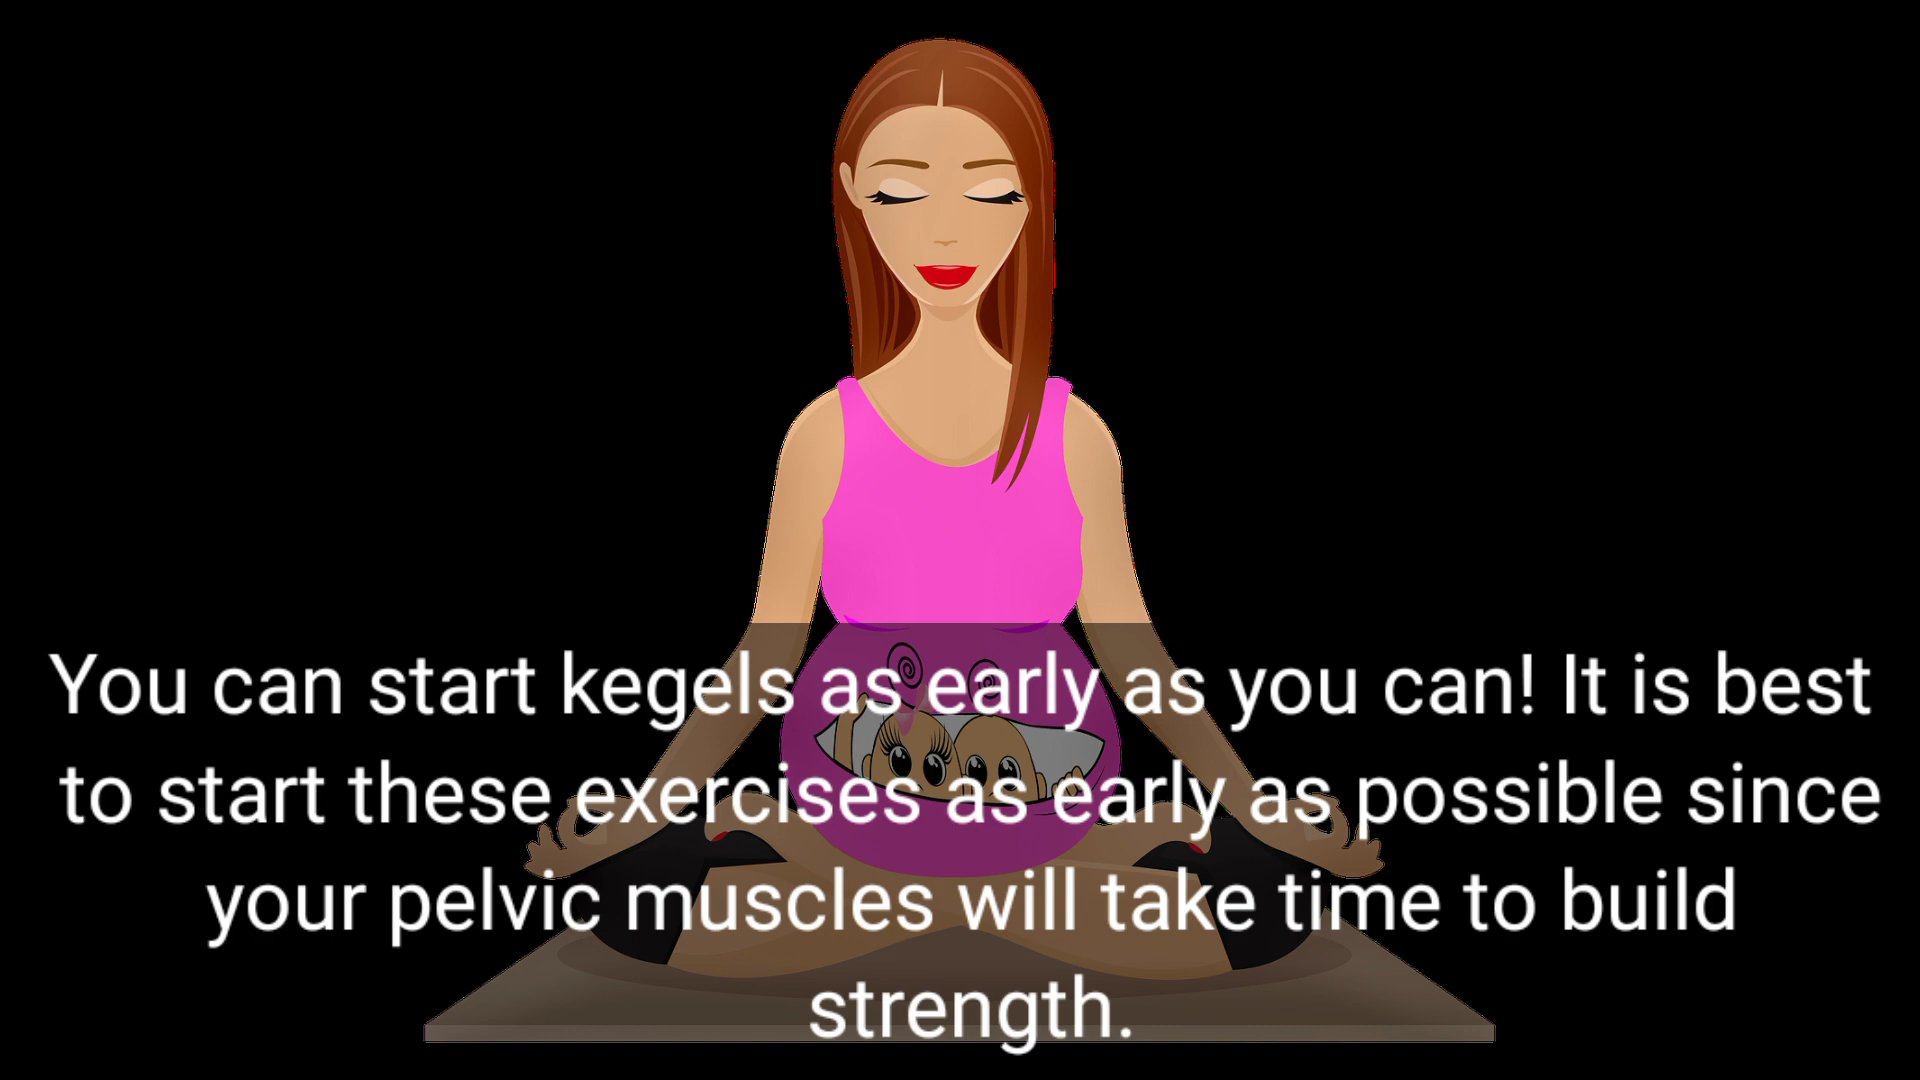 You can start kegels as early as you can! It is best
to start these exercises as early as possible since
your pelvic muscles will take time to build
strength.